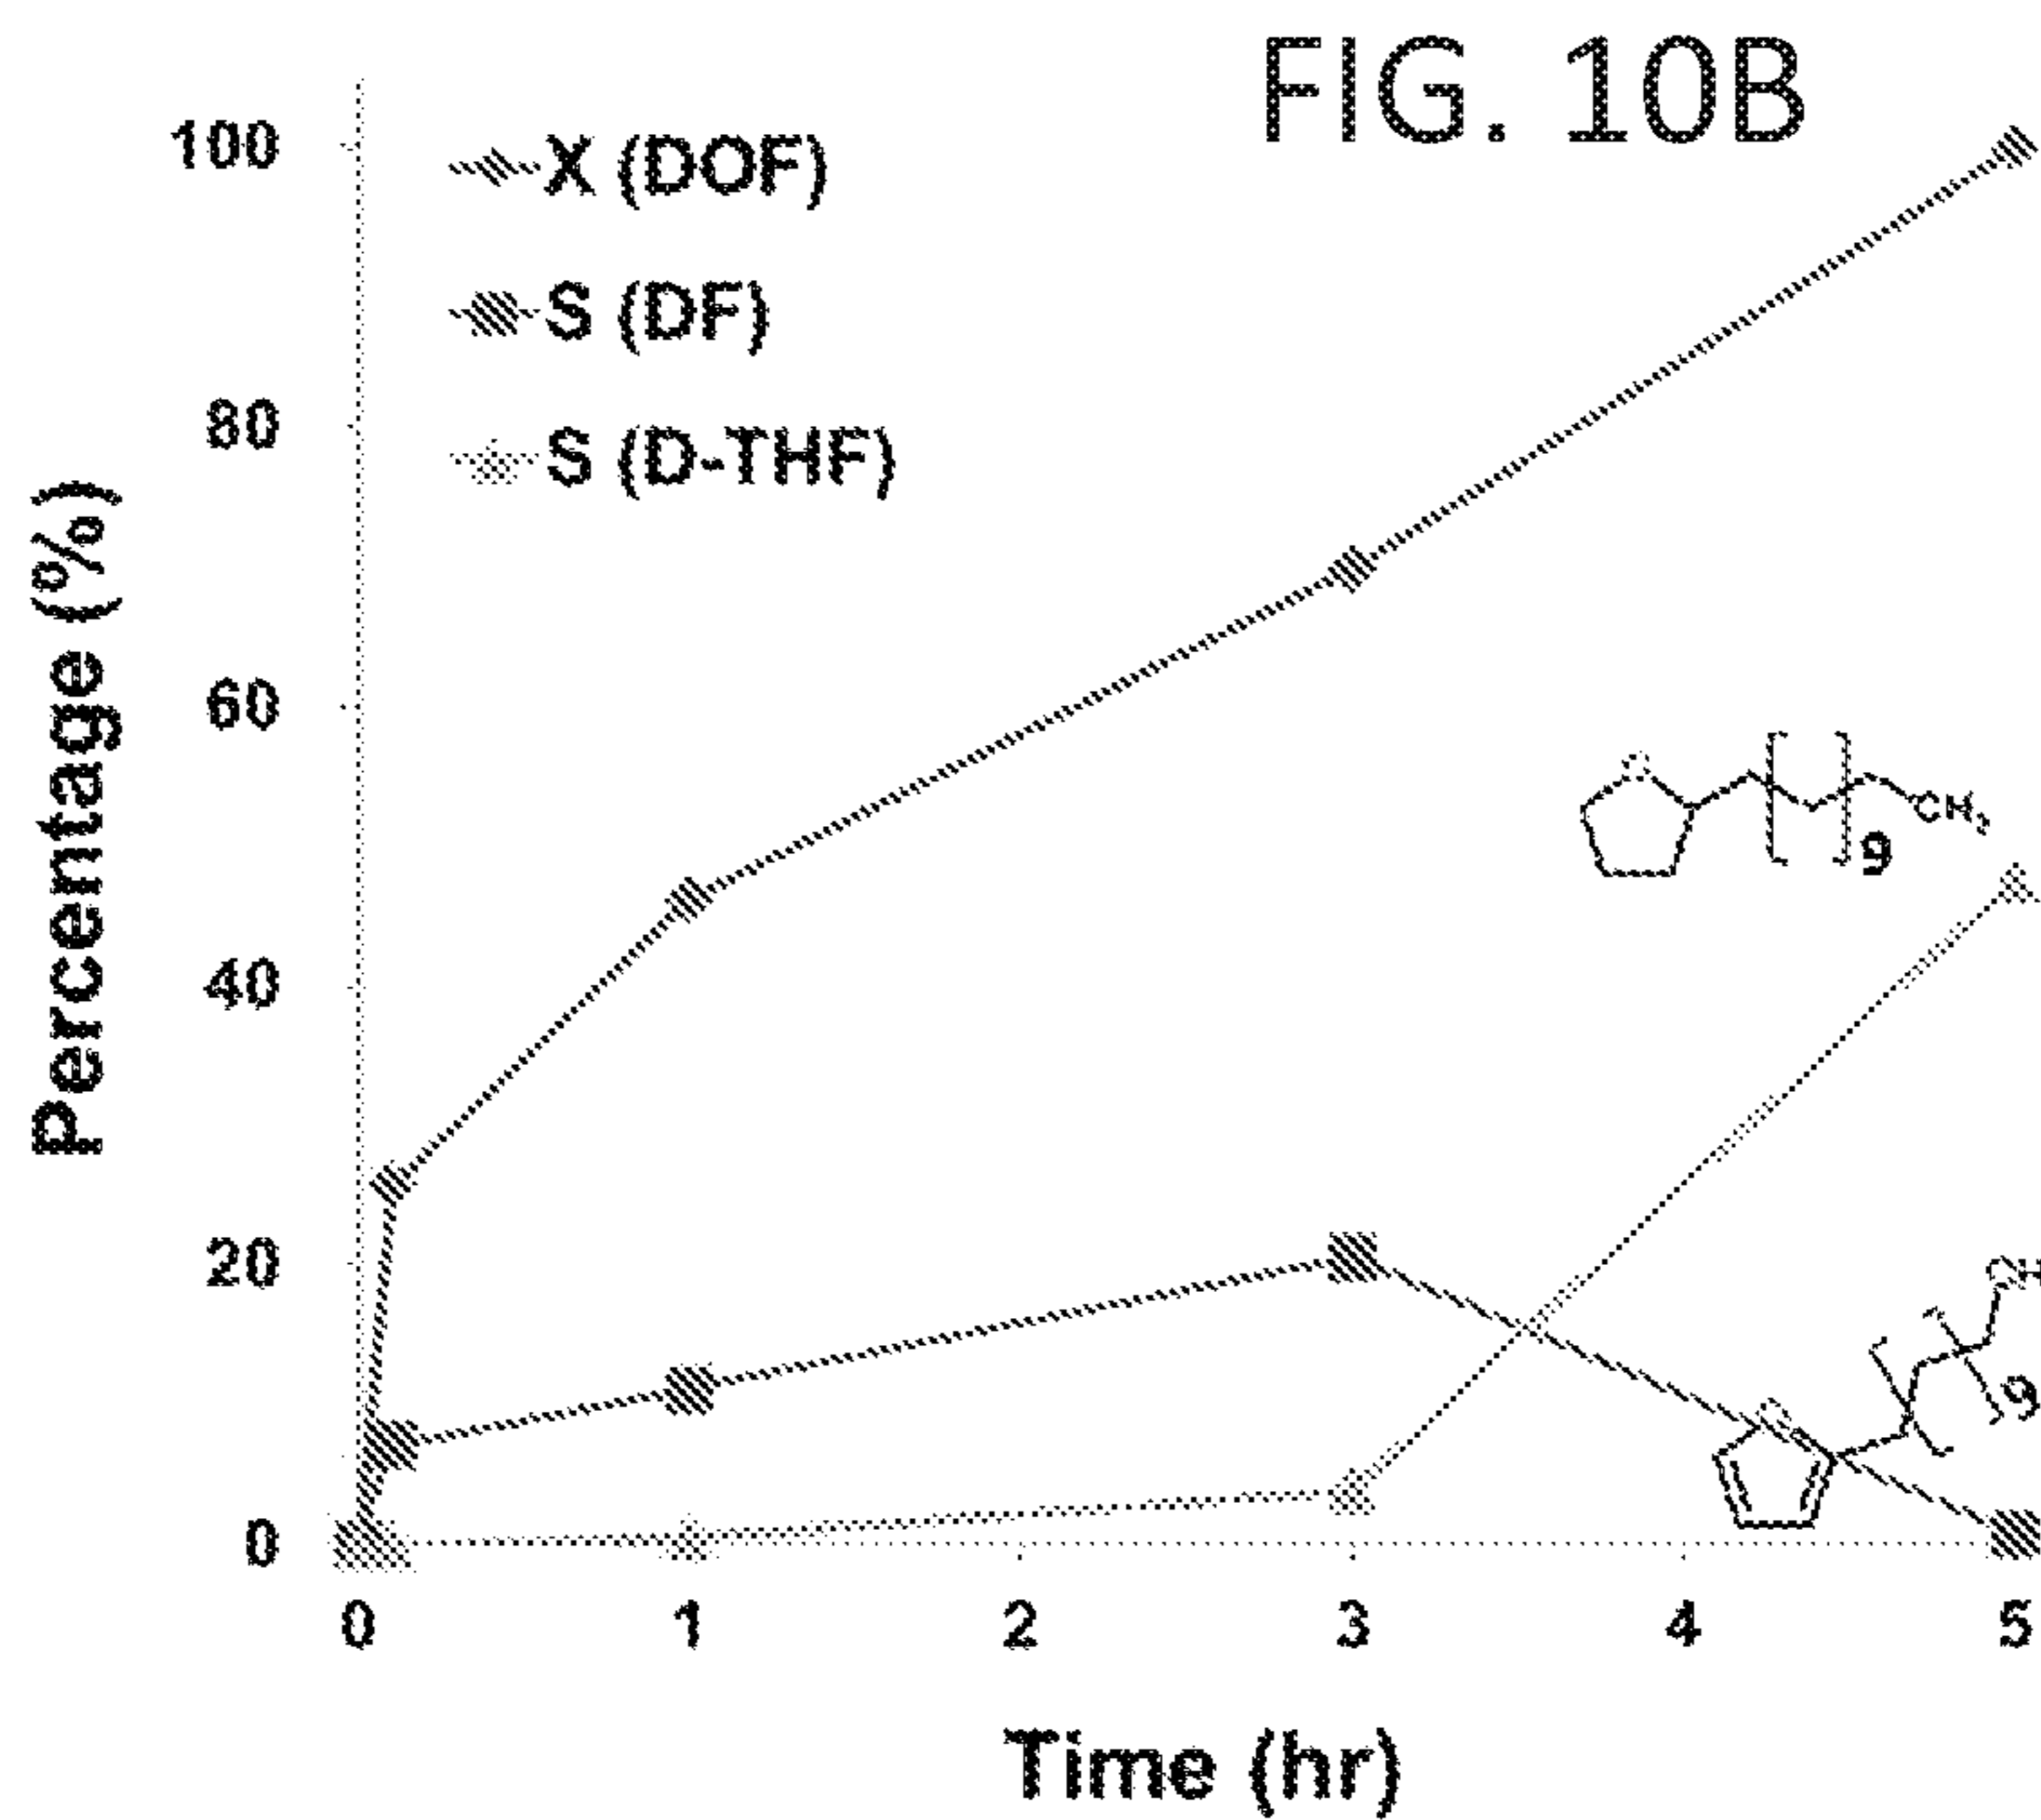 FIG. 10B
100
X (DOF)
S (DF)
80
S (D-THF)
60
Percentage (%)
CH3
9
40
20
9
0
0 1 2 3 4 5
Time (hr)